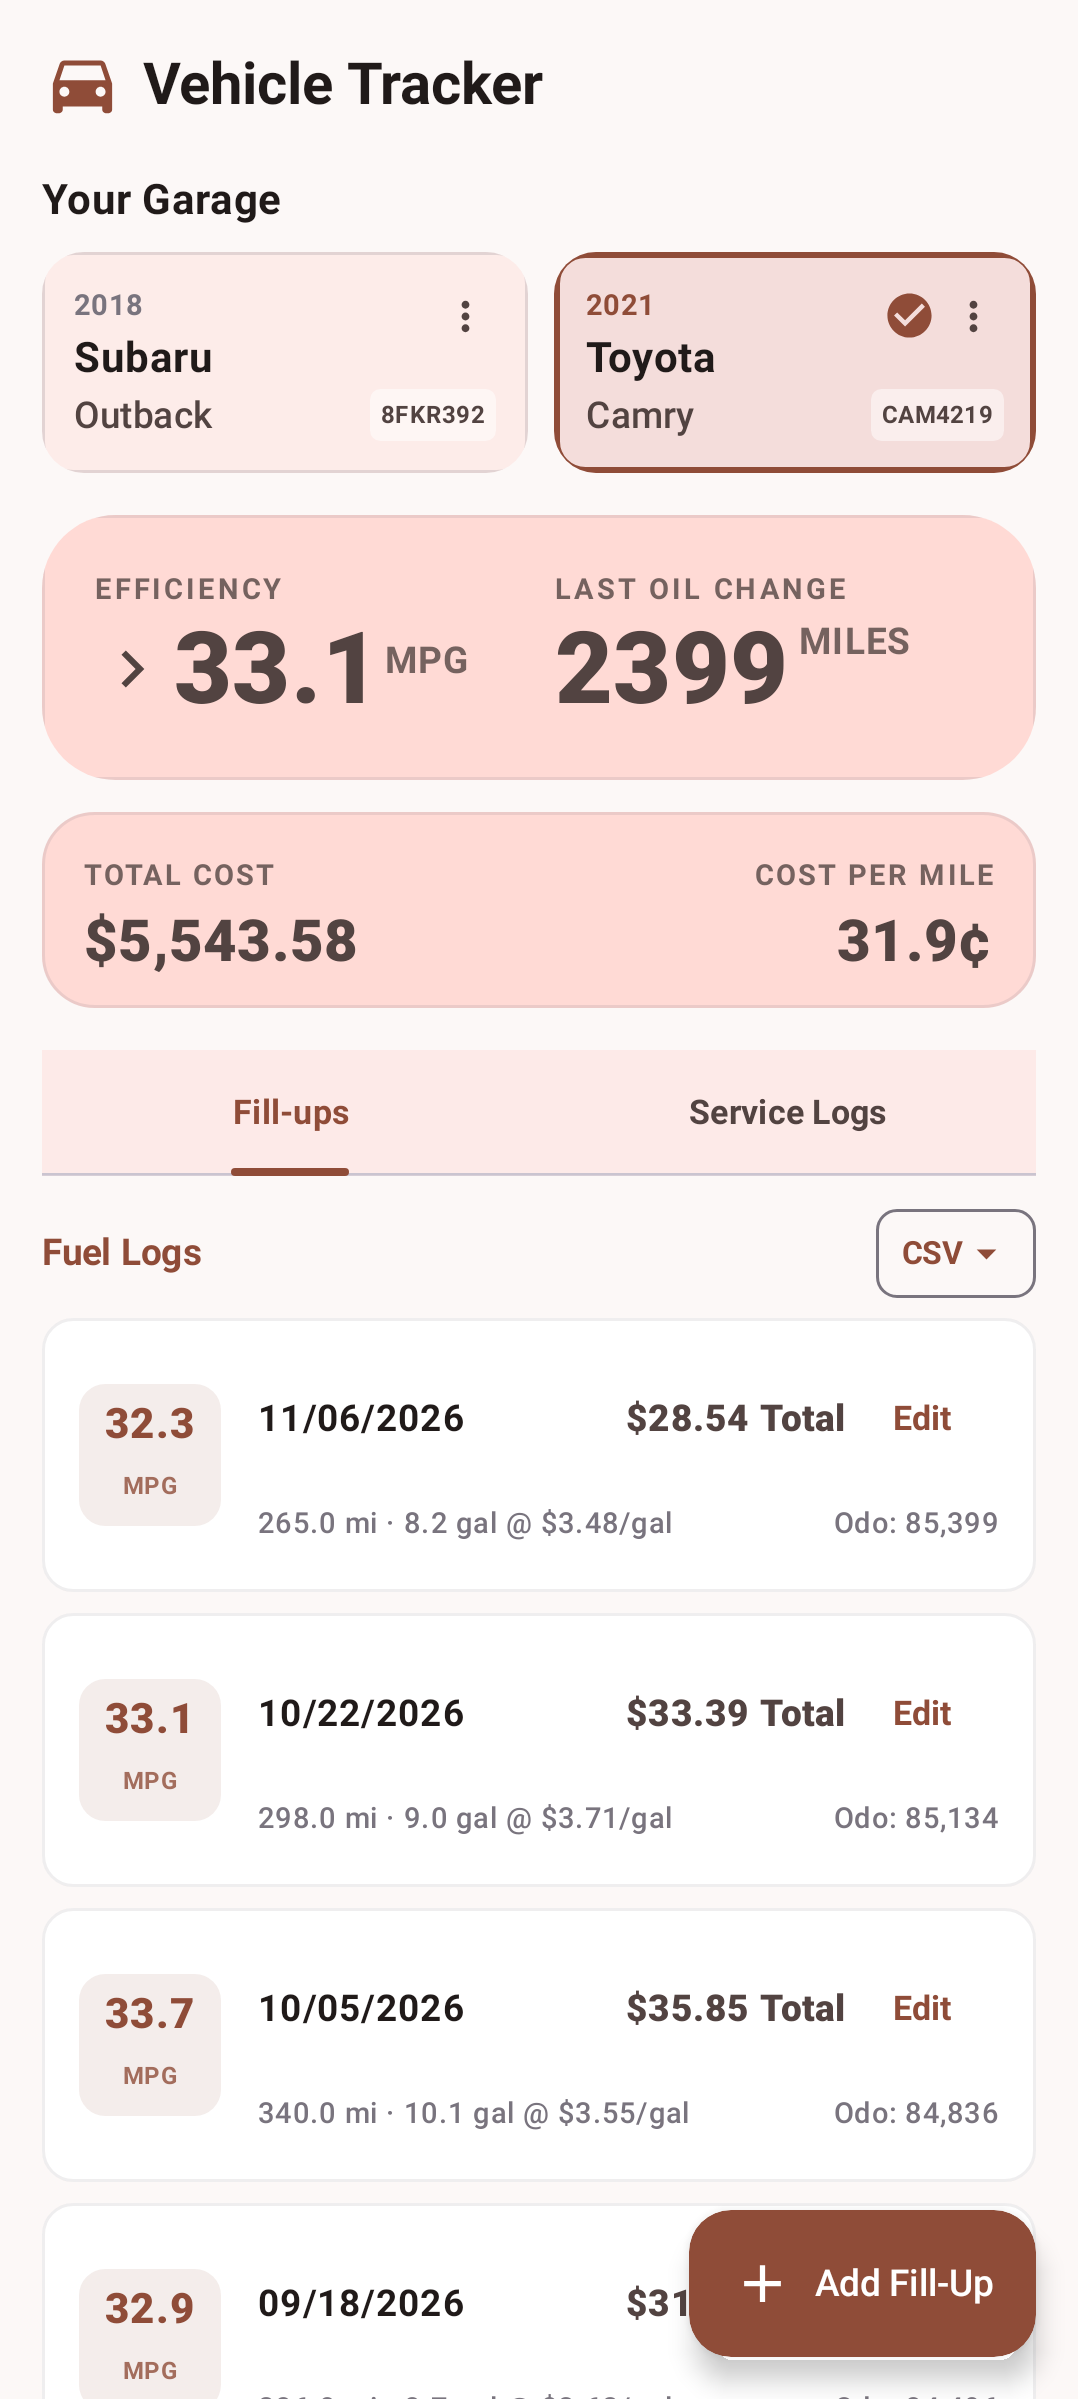 Vehicle Tracker
Your Garage
2018
Subaru
Outback
8FKR392
2021
Toyota
Camry
CAM4219
EFFICIENCY
33.1 MPG
LAST OIL CHANGE
2399 MILES
TOTAL COST
$5,543.58
COST PER MILE
31.9¢
Fill-ups
Service Logs
Fuel Logs
CSV
32.3
MPG
11/06/2026
$28.54 Total
Edit
265.0 mi · 8.2 gal @ $3.48/gal
Odo: 85,399
33.1
MPG
10/22/2026
$33.39 Total
Edit
298.0 mi · 9.0 gal @ $3.71/gal
Odo: 85,134
33.7
MPG
10/05/2026
$35.85 Total
Edit
340.0 mi · 10.1 gal @ $3.55/gal
Odo: 84,836
32.9
MPG
09/18/2026
$31
Add Fill-Up